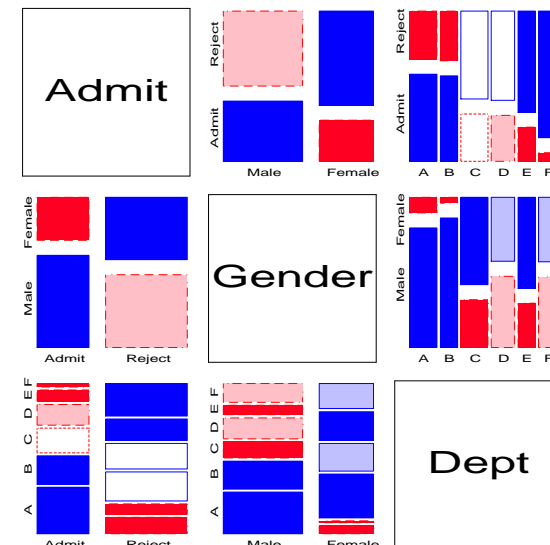 Admit
Reject
Admit
Male Female
Reject
Admit
A B C D E F
Female
Male
Admit Reject
Gender
Female
Male
A B C D E F
A B C D E F
Admit Reject
A B C D E F
Male Female
Dept